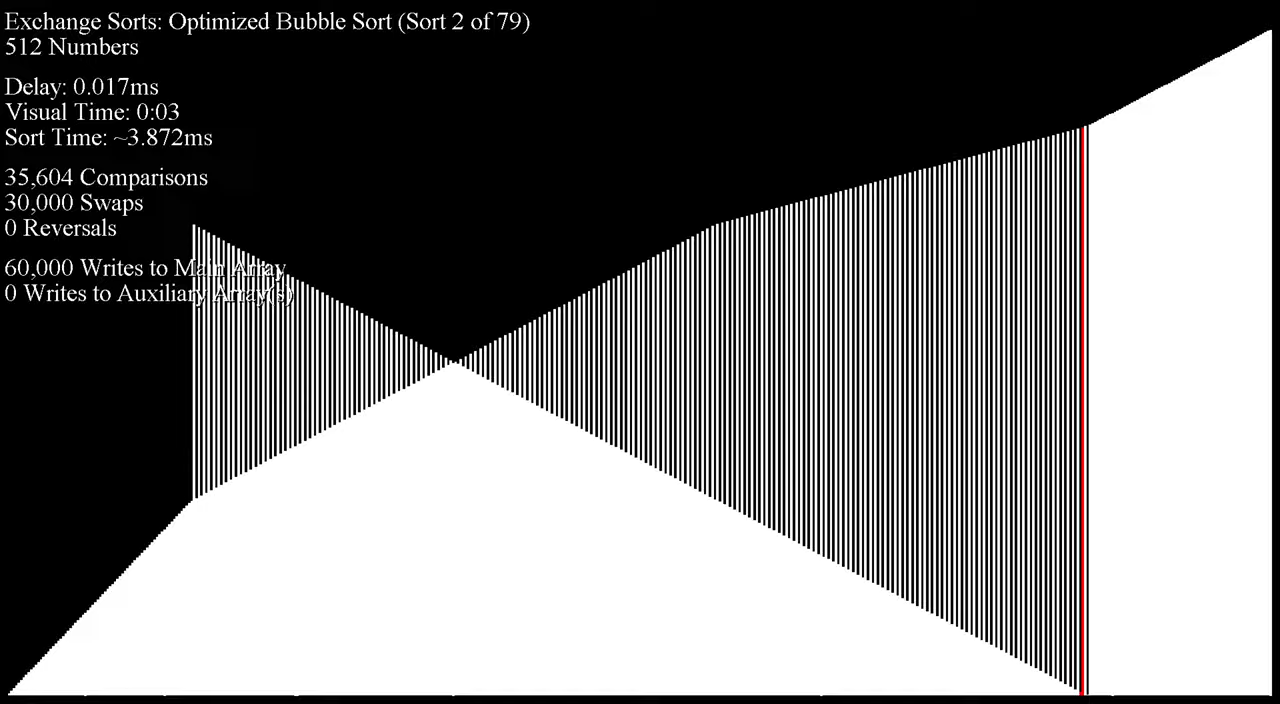 Exchange Sorts: Optimized Bubble Sort (Sort 2 of 79)
512 Numbers
Delay: 0.017ms
Visual Time: 0:03
Sort Time: ~3.872ms
35,604 Comparisons
30,000 Swaps
0 Reversals
60,000 Writes to Main Array
0 Writes to Auxiliary Array(s)